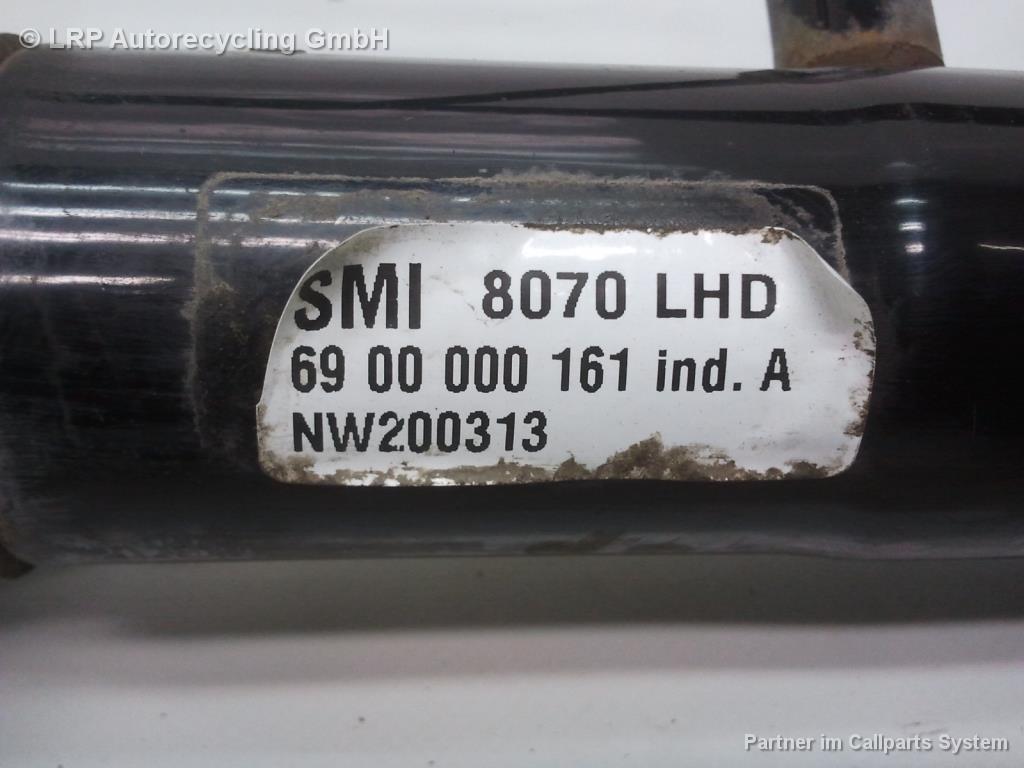 © LRP Autorecycling GmbH
SMI 8070 LHD
69 00 000 161 ind. A
NW200313
Partner im Callparts System